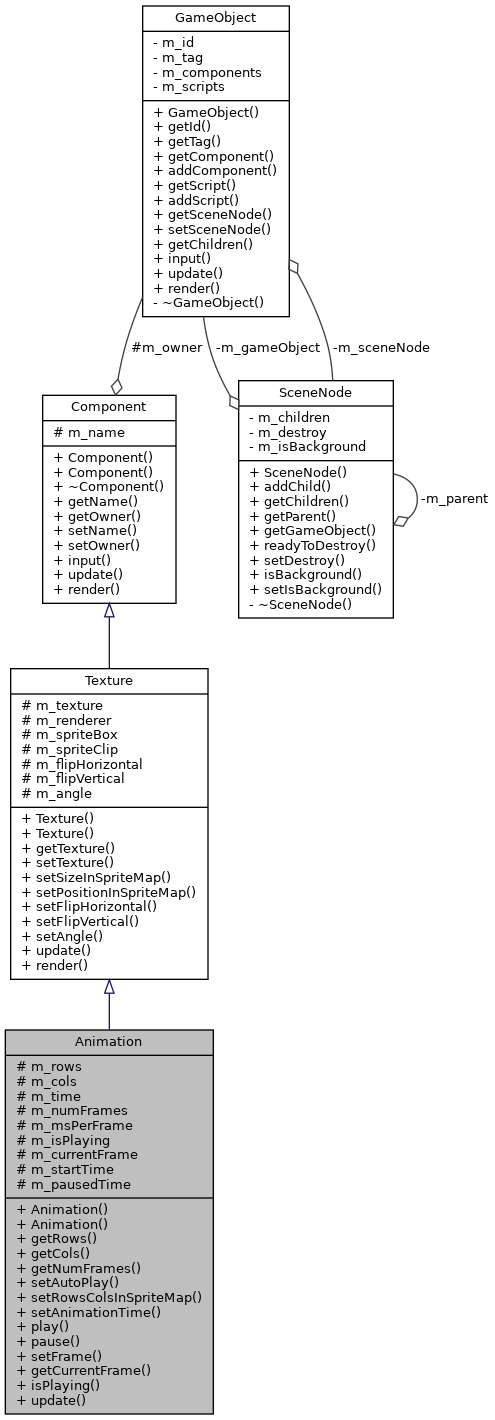 GameObject
- m_id
- m_tag
- m_components
- m_scripts
+ GameObject()
+ getId()
+ getTag()
+ getComponent()
+ addComponent()
+ getScript()
+ addScript()
+ getSceneNode()
+ setSceneNode()
+ getChildren()
+ input()
+ update()
+ render()
- ~GameObject()
#m_owner
-m_gameObject
-m_sceneNode
Component
# m_name
+ Component()
+ Component()
+ ~Component()
+ getName()
+ getOwner()
+ setName()
+ setOwner()
+ input()
+ update()
+ render()
SceneNode
- m_children
- m_destroy
- m_isBackground
+ SceneNode()
+ addChild()
+ getChildren()
+ getParent()
+ getGameObject()
+ readyToDestroy()
+ setDestroy()
+ isBackground()
+ setIsBackground()
- ~SceneNode()
-m_parent
Texture
# m_texture
# m_renderer
# m_spriteBox
# m_spriteClip
# m_flipHorizontal
# m_flipVertical
# m_angle
+ Texture()
+ Texture()
+ getTexture()
+ setTexture()
+ setSizeInSpriteMap()
+ setPositionInSpriteMap()
+ setFlipHorizontal()
+ setFlipVertical()
+ setAngle()
+ update()
+ render()
Animation
# m_rows
# m_cols
# m_time
# m_numFrames
# m_msPerFrame
# m_isPlaying
# m_currentFrame
# m_startTime
# m_pausedTime
+ Animation()
+ Animation()
+ getRows()
+ getCols()
+ getNumFrames()
+ setAutoPlay()
+ setRowsColsInSpriteMap()
+ setAnimationTime()
+ play()
+ pause()
+ setFrame()
+ getCurrentFrame()
+ isPlaying()
+ update()